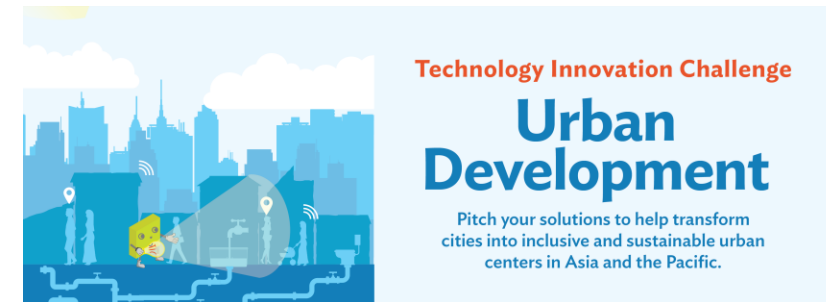 Technology Innovation Challenge
Urban
Development
Pitch your solutions to help transform
cities into inclusive and sustainable urban
centers in Asia and the Pacific.